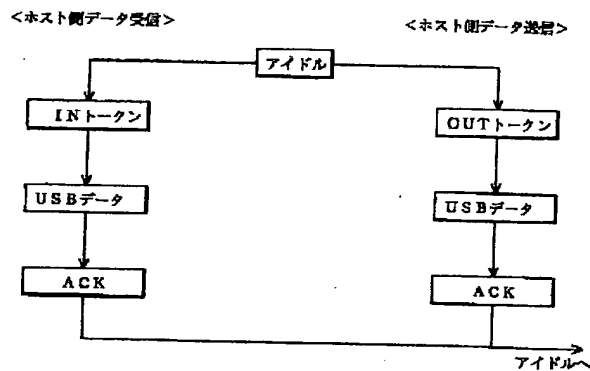 <ホスト側データ受信>
<ホスト側データ送信>
アイドル
INトークン
OUTトークン
USBデータ
USBデータ
ACK
ACK
アイドルへ